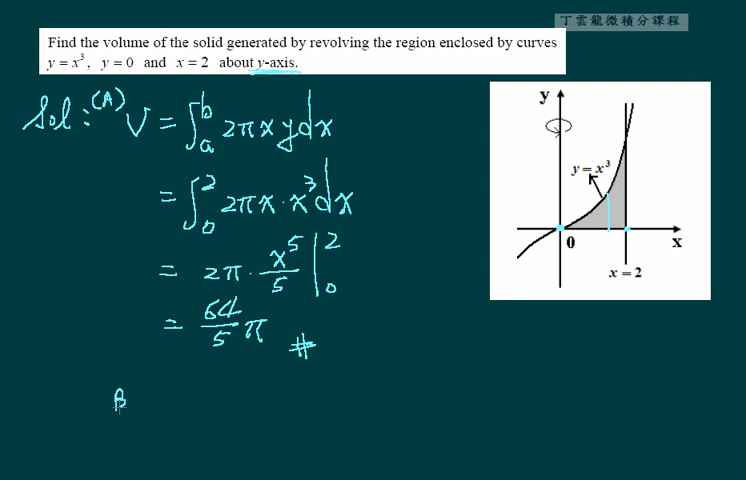 丁雲龍微積分課程
Find the volume of the solid generated by revolving the region enclosed by curves
y = x³, y = 0 and x = 2 about y-axis.
Sol: (A) V = ∫_a^b 2πx y dx
= ∫_0^2 2πx · x³ dx
= 2π · x⁵/5 |_0^2
= 64/5 π #
B
y
y = x³
0
x
x = 2